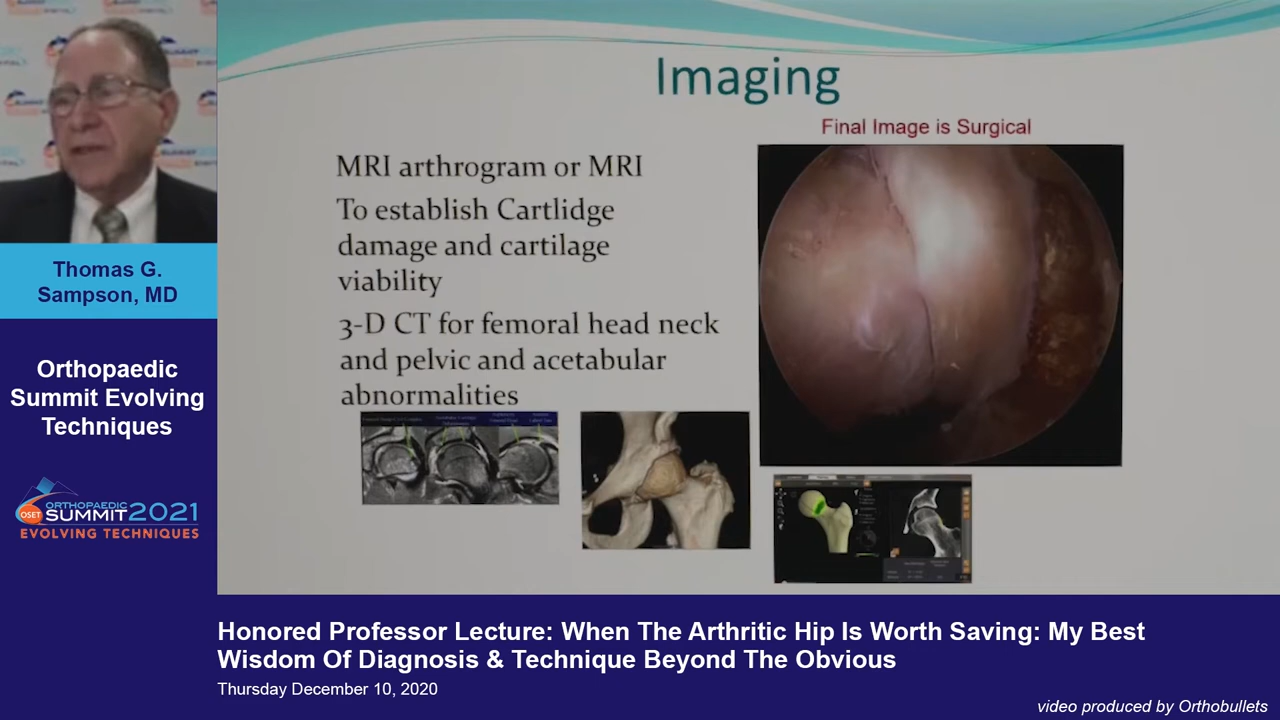 Imaging
Final Image is Surgical
MRI arthrogram or MRI
To establish Cartlidge
damage and cartilage
viability
3-D CT for femoral head neck
and pelvic and acetabular
abnormalities
Thomas G.
Sampson, MD
Orthopaedic
Summit Evolving
Techniques
ORTHOPAEDIC
OSET
SUMMIT 2021
EVOLVING TECHNIQUES
Honored Professor Lecture: When The Arthritic Hip Is Worth Saving: My Best
Wisdom Of Diagnosis & Technique Beyond The Obvious
Thursday December 10, 2020
video produced by Orthobullets